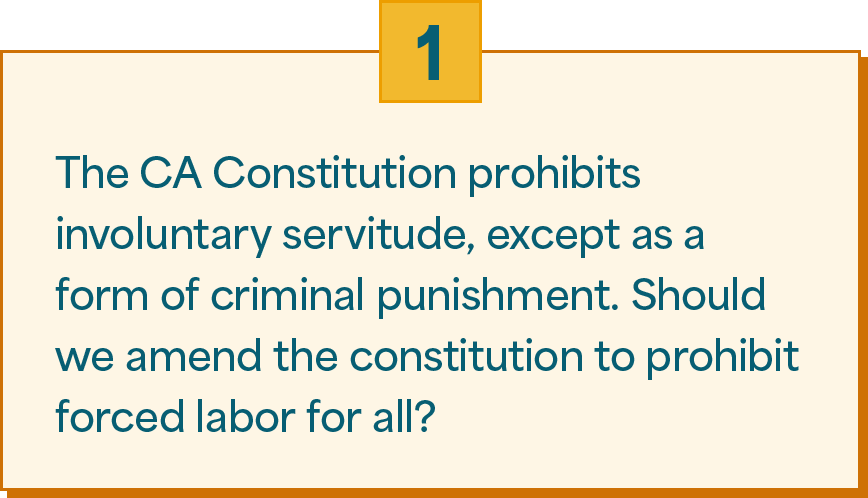 1
The CA Constitution prohibits
involuntary servitude, except as a
form of criminal punishment. Should
we amend the constitution to prohibit
forced labor for all?